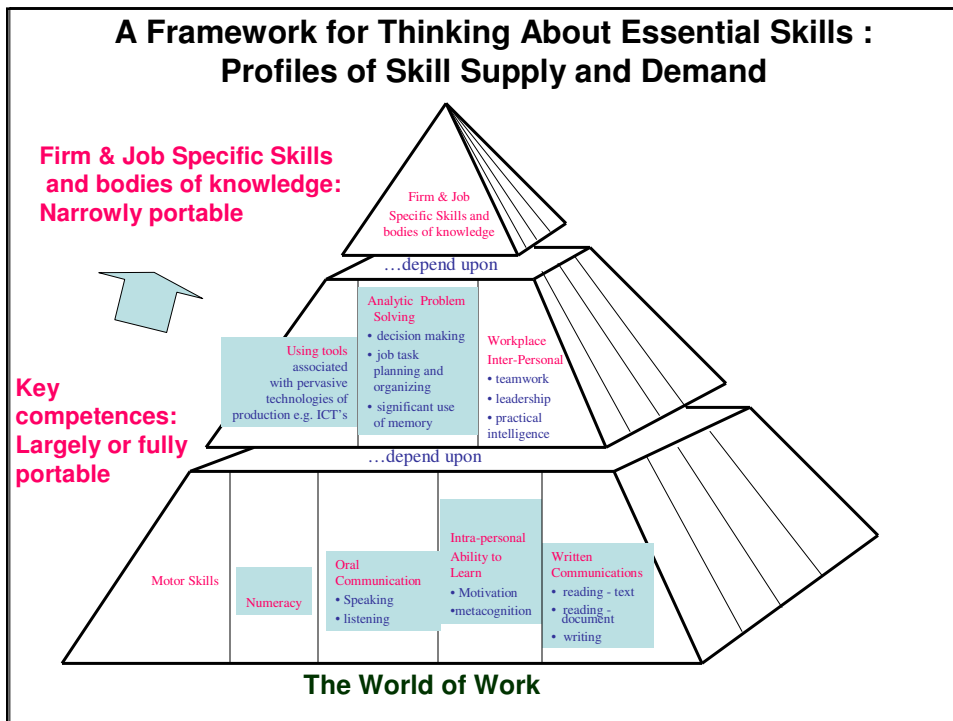 A Framework for Thinking About Essential Skills :
Profiles of Skill Supply and Demand
Firm & Job Specific Skills
and bodies of knowledge:
Narrowly portable
Firm & Job
Specific Skills and
bodies of knowledge
…depend upon
Using tools
associated
with pervasive
technologies of
production e.g. ICT's
Analytic Problem
Solving
• decision making
• job task
planning and
organizing
• significant use
of memory
Workplace
Inter-Personal
• teamwork
• leadership
• practical
intelligence
Key
competences:
Largely or fully
portable
…depend upon
Motor Skills
Numeracy
Oral
Communication
• Speaking
• listening
Intra-personal
Ability to
Learn
• Motivation
•metacognition
Written
Communications
• reading - text
• reading -
document
• writing
The World of Work